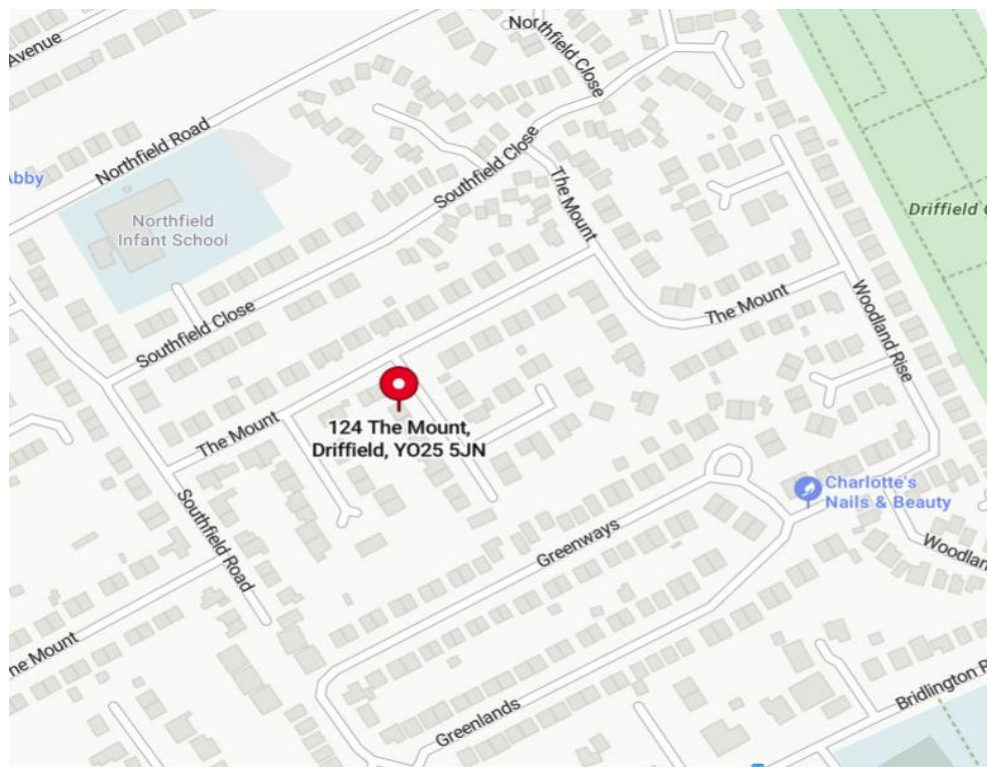 Avenue
Northfield Close
Northfield Road
Abby
Southfield Close
Northfield
Infant School
The Mount
Driffield
The Mount
Woodland Rise
Southfield Close
124 The Mount,
Driffield, YO25 5JN
The Mount
Charlotte's
Nails & Beauty
Southfield Road
Greenways
Woodlan
he Mount
Bridlington
Greenlands